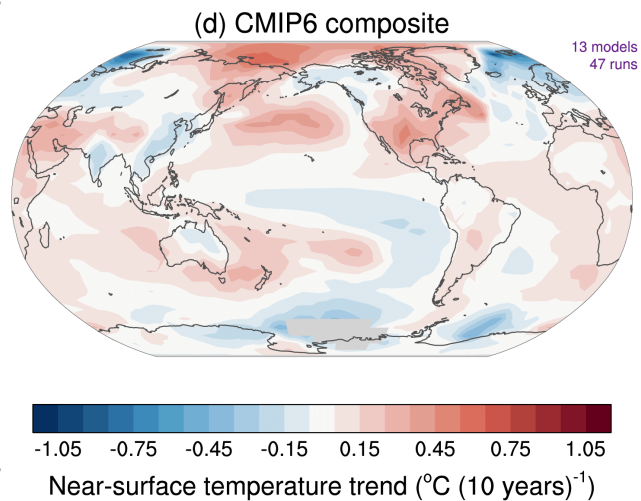 (d) CMIP6 composite
13 models
47 runs
-1.05 -0.75 -0.45 -0.15 0.15 0.45 0.75 1.05
Near-surface temperature trend (°C (10 years)⁻¹)